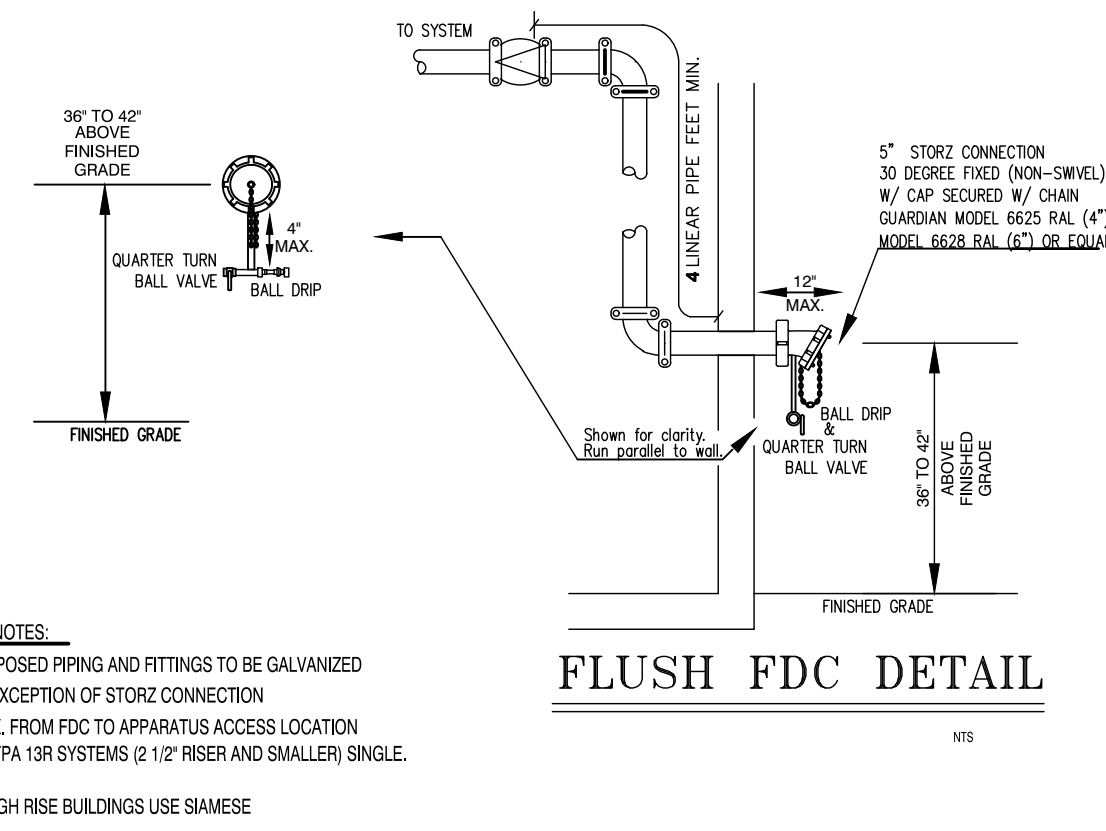 TO SYSTEM
36" TO 42"
ABOVE
FINISHED
GRADE
4"
MAX.
QUARTER TURN
BALL VALVE
BALL DRIP
FINISHED GRADE
4 LINEAR PIPE FEET MIN.
5" STORZ CONNECTION
30 DEGREE FIXED (NON-SWIVEL)
W/ CAP SECURED W/ CHAIN
GUARDIAN MODEL 6625 RAL (4")
MODEL 6628 RAL (6") OR EQUAL
12"
MAX.
Shown for clarity.
Run parallel to wall.
BALL DRIP
&
QUARTER TURN
BALL VALVE
36" TO 42"
ABOVE
FINISHED
GRADE
FINISHED GRADE
NOTES:
POSED PIPING AND FITTINGS TO BE GALVANIZED
XCEPTION OF STORZ CONNECTION
. FROM FDC TO APPARATUS ACCESS LOCATION
FPA 13R SYSTEMS (2 1/2" RISER AND SMALLER) SINGLE.
GH RISE BUILDINGS USE SIAMESE
FLUSH FDC DETAIL
NTS